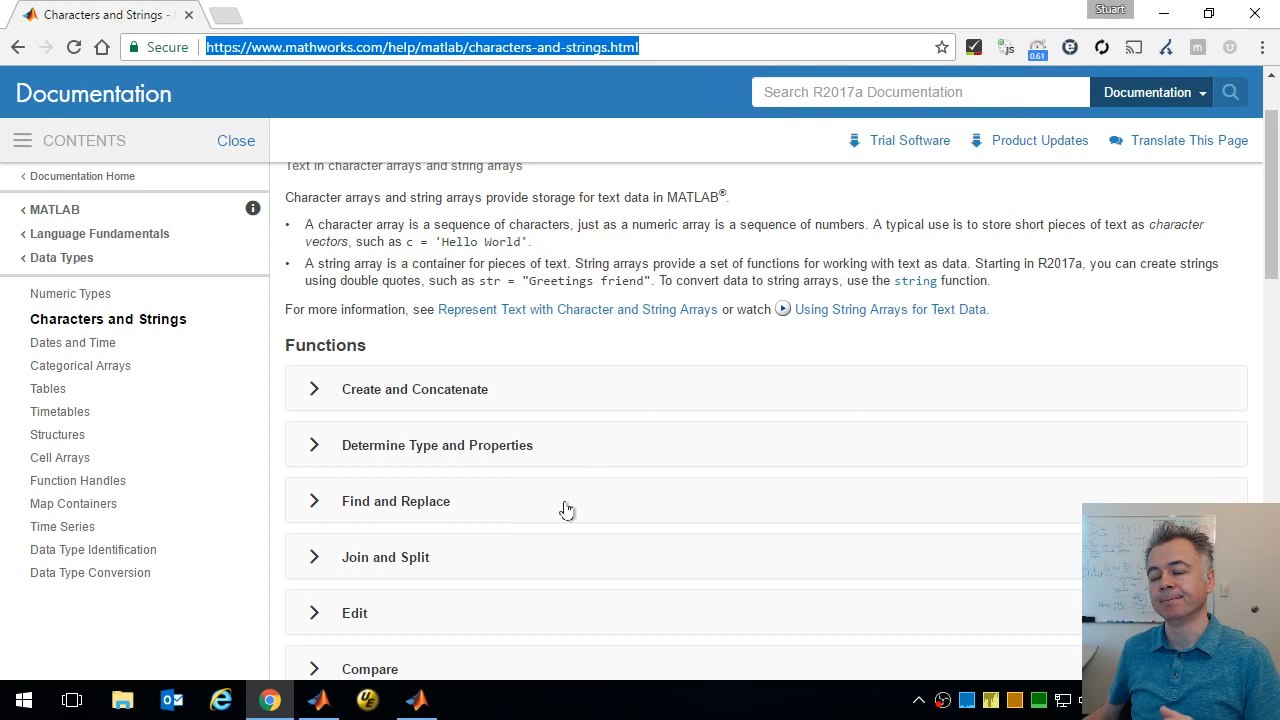 Characters and Strings -
Stuart
Secure
https://www.mathworks.com/help/matlab/characters-and-strings.html
js
0.61
m
Documentation
Search R2017a Documentation
Documentation
CONTENTS
Close
Trial Software
Product Updates
Translate This Page
Documentation Home
MATLAB
Language Fundamentals
Data Types
Numeric Types
Characters and Strings
Dates and Time
Categorical Arrays
Tables
Timetables
Structures
Cell Arrays
Function Handles
Map Containers
Time Series
Data Type Identification
Data Type Conversion
Text in character arrays and string arrays
Character arrays and string arrays provide storage for text data in MATLAB®.
• A character array is a sequence of characters, just as a numeric array is a sequence of numbers. A typical use is to store short pieces of text as character
vectors, such as c = 'Hello World'.
• A string array is a container for pieces of text. String arrays provide a set of functions for working with text as data. Starting in R2017a, you can create strings
using double quotes, such as str = "Greetings friend". To convert data to string arrays, use the string function.
For more information, see Represent Text with Character and String Arrays or watch Using String Arrays for Text Data.
Functions
Create and Concatenate
Determine Type and Properties
Find and Replace
Join and Split
Edit
Compare